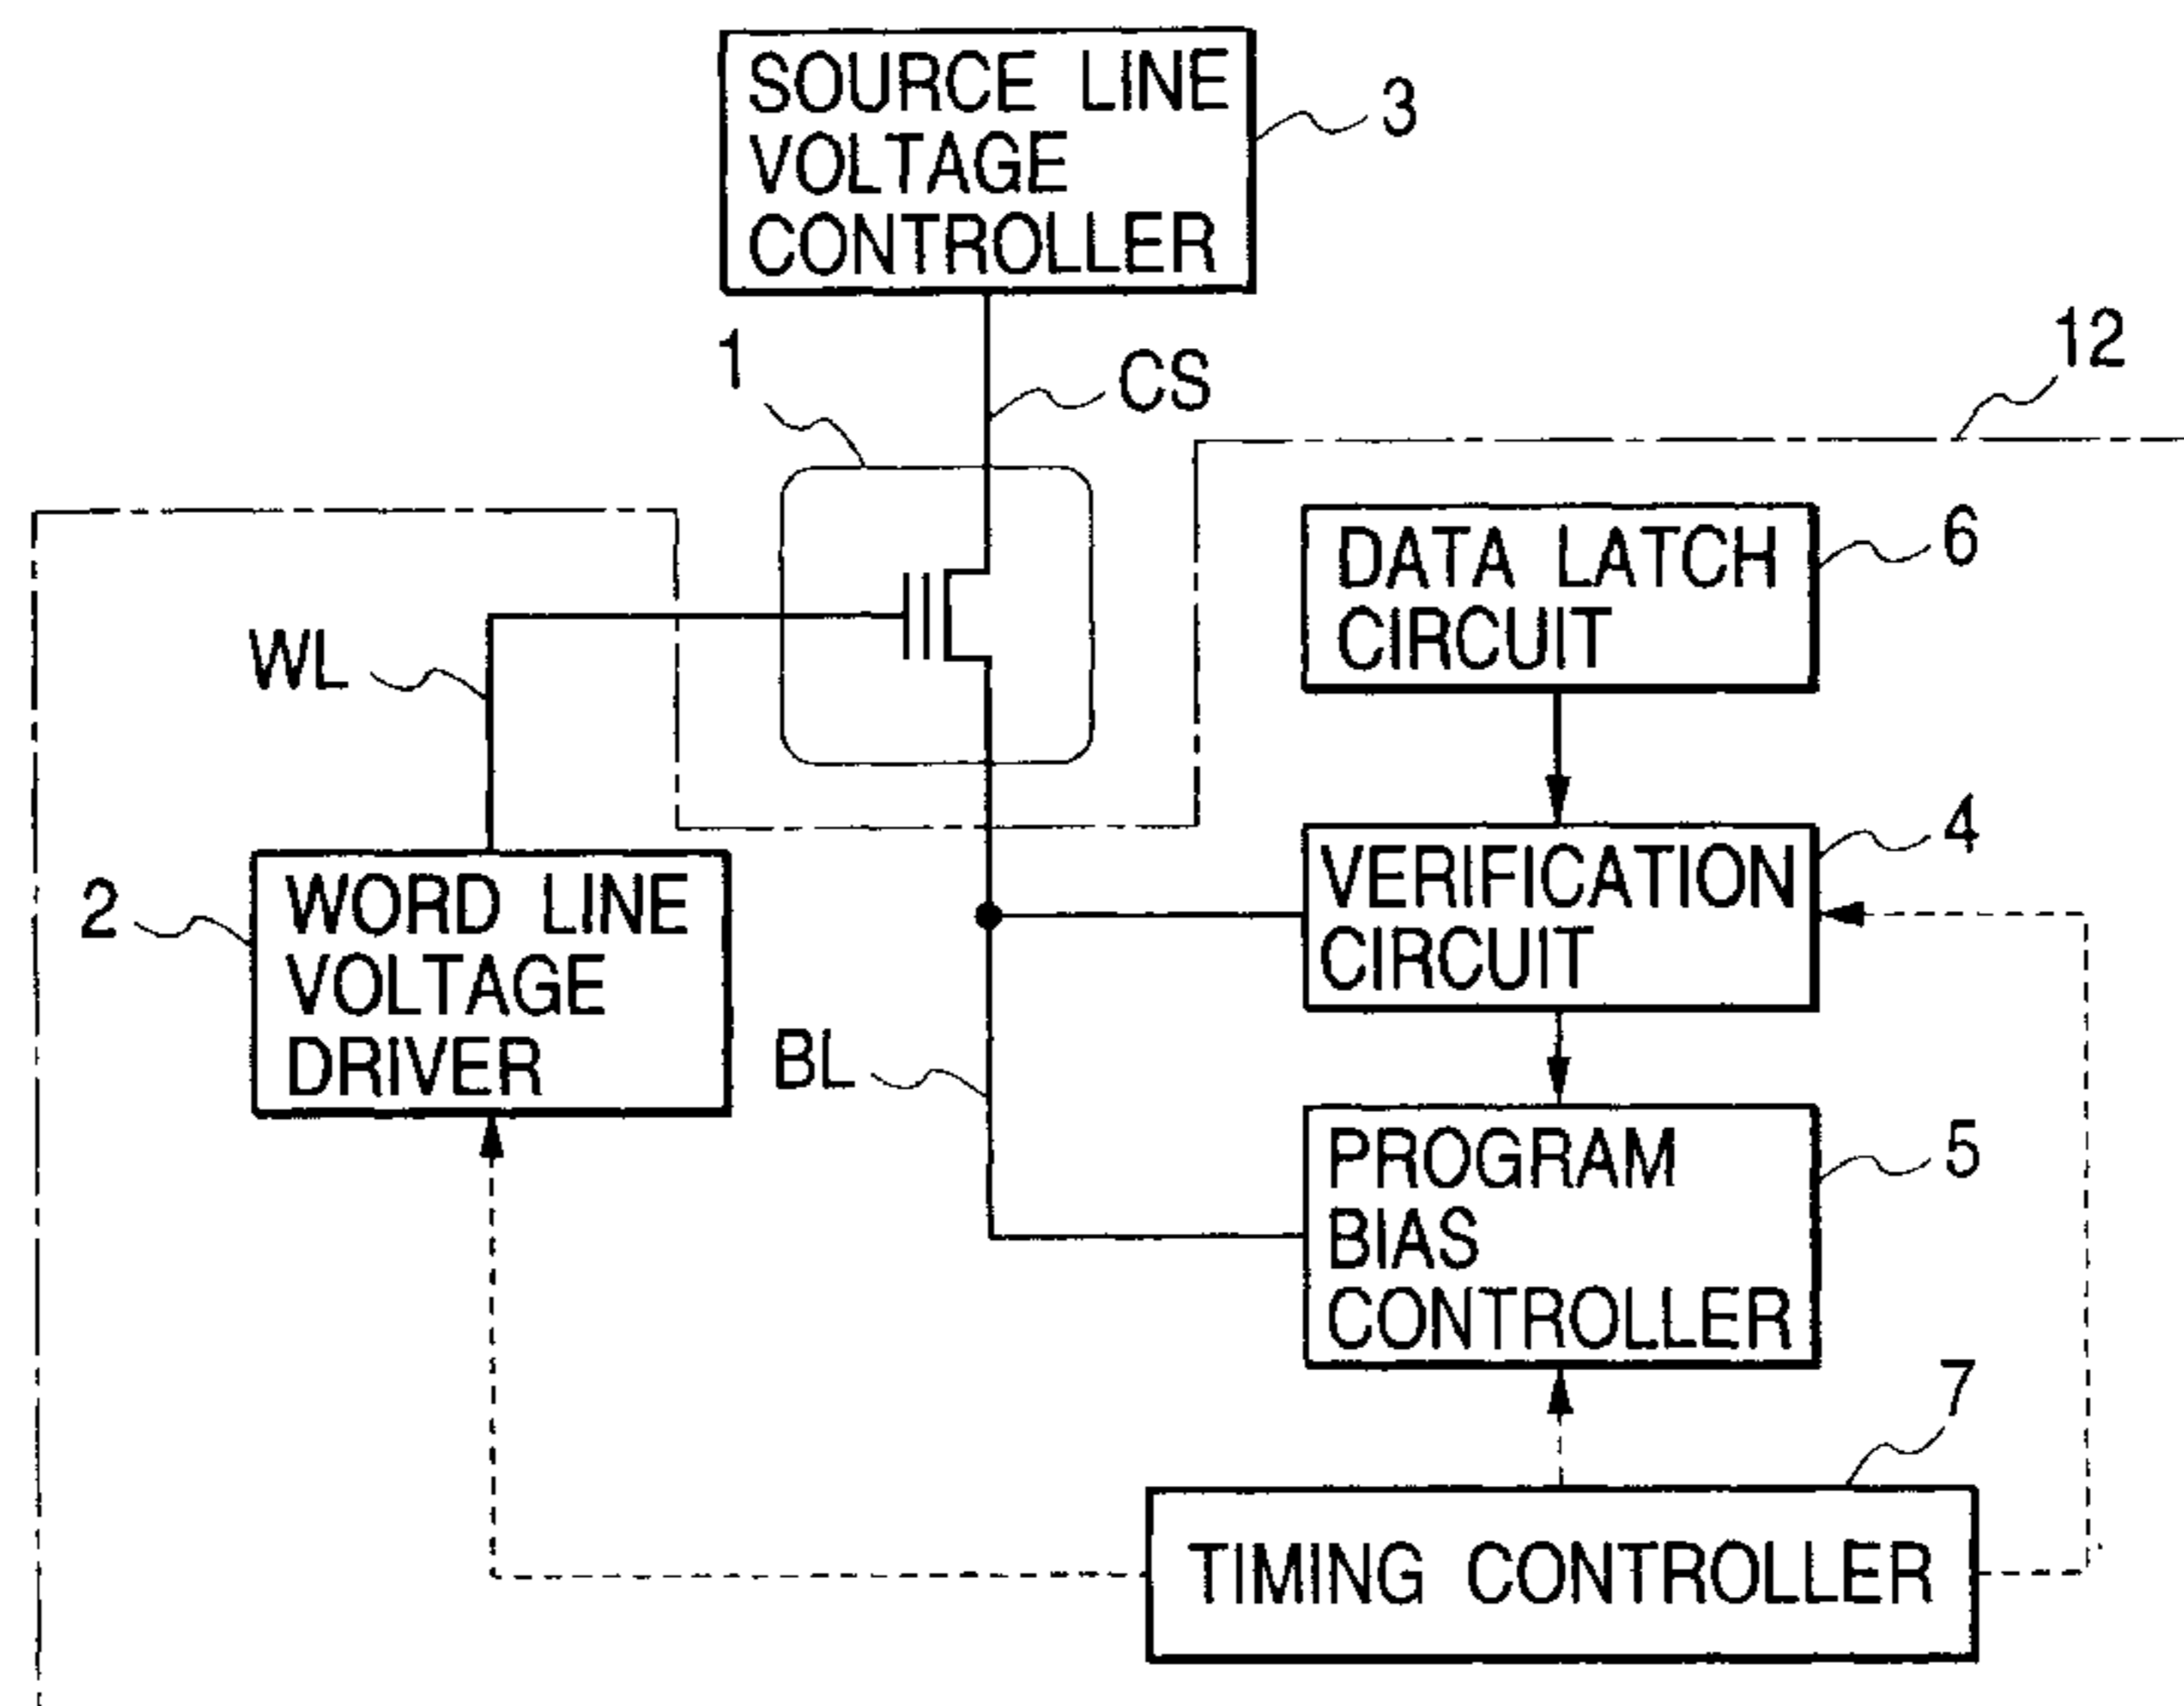 SOURCE LINE
VOLTAGE
CONTROLLER
3
1
CS
12
DATA LATCH
CIRCUIT
6
WL
VERIFICATION
CIRCUIT
4
2
WORD LINE
VOLTAGE
DRIVER
BL
PROGRAM
BIAS
CONTROLLER
5
7
TIMING CONTROLLER